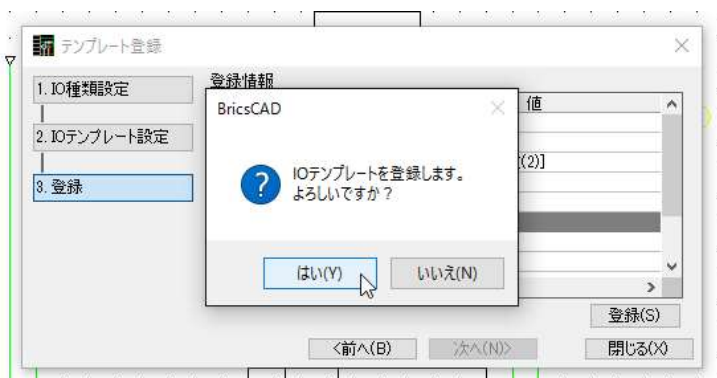 テンプレート登録
1. IO種類設定
2. IOテンプレート設定
3. 登録
登録情報
値
(2)]
BricsCAD
IOテンプレートを登録します。
よろしいですか？
はい(Y)
いいえ(N)
登録(S)
<前へ(B)
次へ(N)>
閉じる(X)